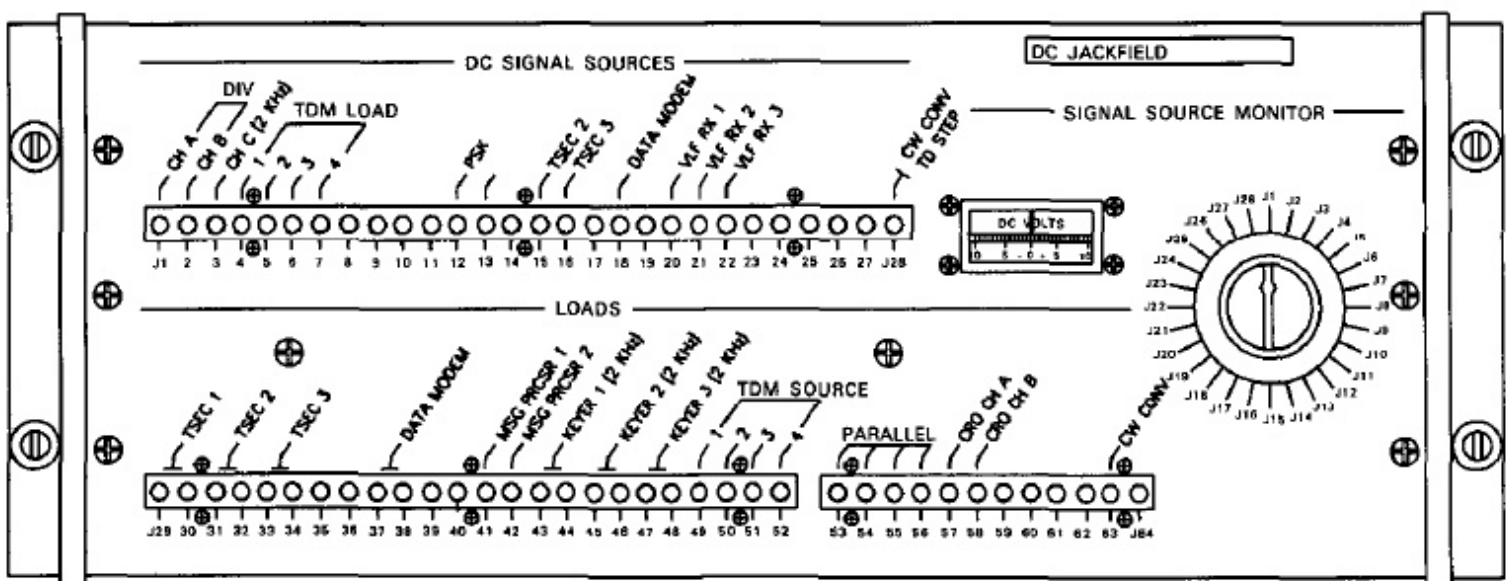 DC JACKFIELD
DC SIGNAL SOURCES
SIGNAL SOURCE MONITOR
DIV
TDM LOAD
CH A
CH B
CH C (2 KHz)
1
2
3
4
PSK
TSEC 2
TSEC 3
DATA MODEM
VLF RX 1
VLF RX 2
VLF RX 3
CW CONV
TD STEP
J1 2 3 4 5 6 7 8 9 10 11 12 13 14 15 16 17 18 19 20 21 22 23 24 25 26 27 J28
DC VOLTS
10 5 - 0 + 5 10
J1 J2 J3 J4 J5 J6 J7 J8 J9 J10 J11 J12 J13 J14 J15 J16 J17 J18 J19 J20 J21 J22 J23 J24 J25 J26 J27 J28
LOADS
TSEC 1
TSEC 2
TSEC 3
DATA MODEM
MSG PRCSR 1
MSG PRCSR 2
KEYER 1 (2 KHz)
KEYER 2 (2 KHz)
KEYER 3 (2 KHz)
TDM SOURCE
1
2
3
4
PARALLEL
CRO CH A
CRO CH B
CW CONV
J29 30 31 32 33 34 35 36 37 38 39 40 41 42 43 44 45 46 47 48 49 50 51 52
53 54 55 56 57 58 59 60 61 62 63 J64